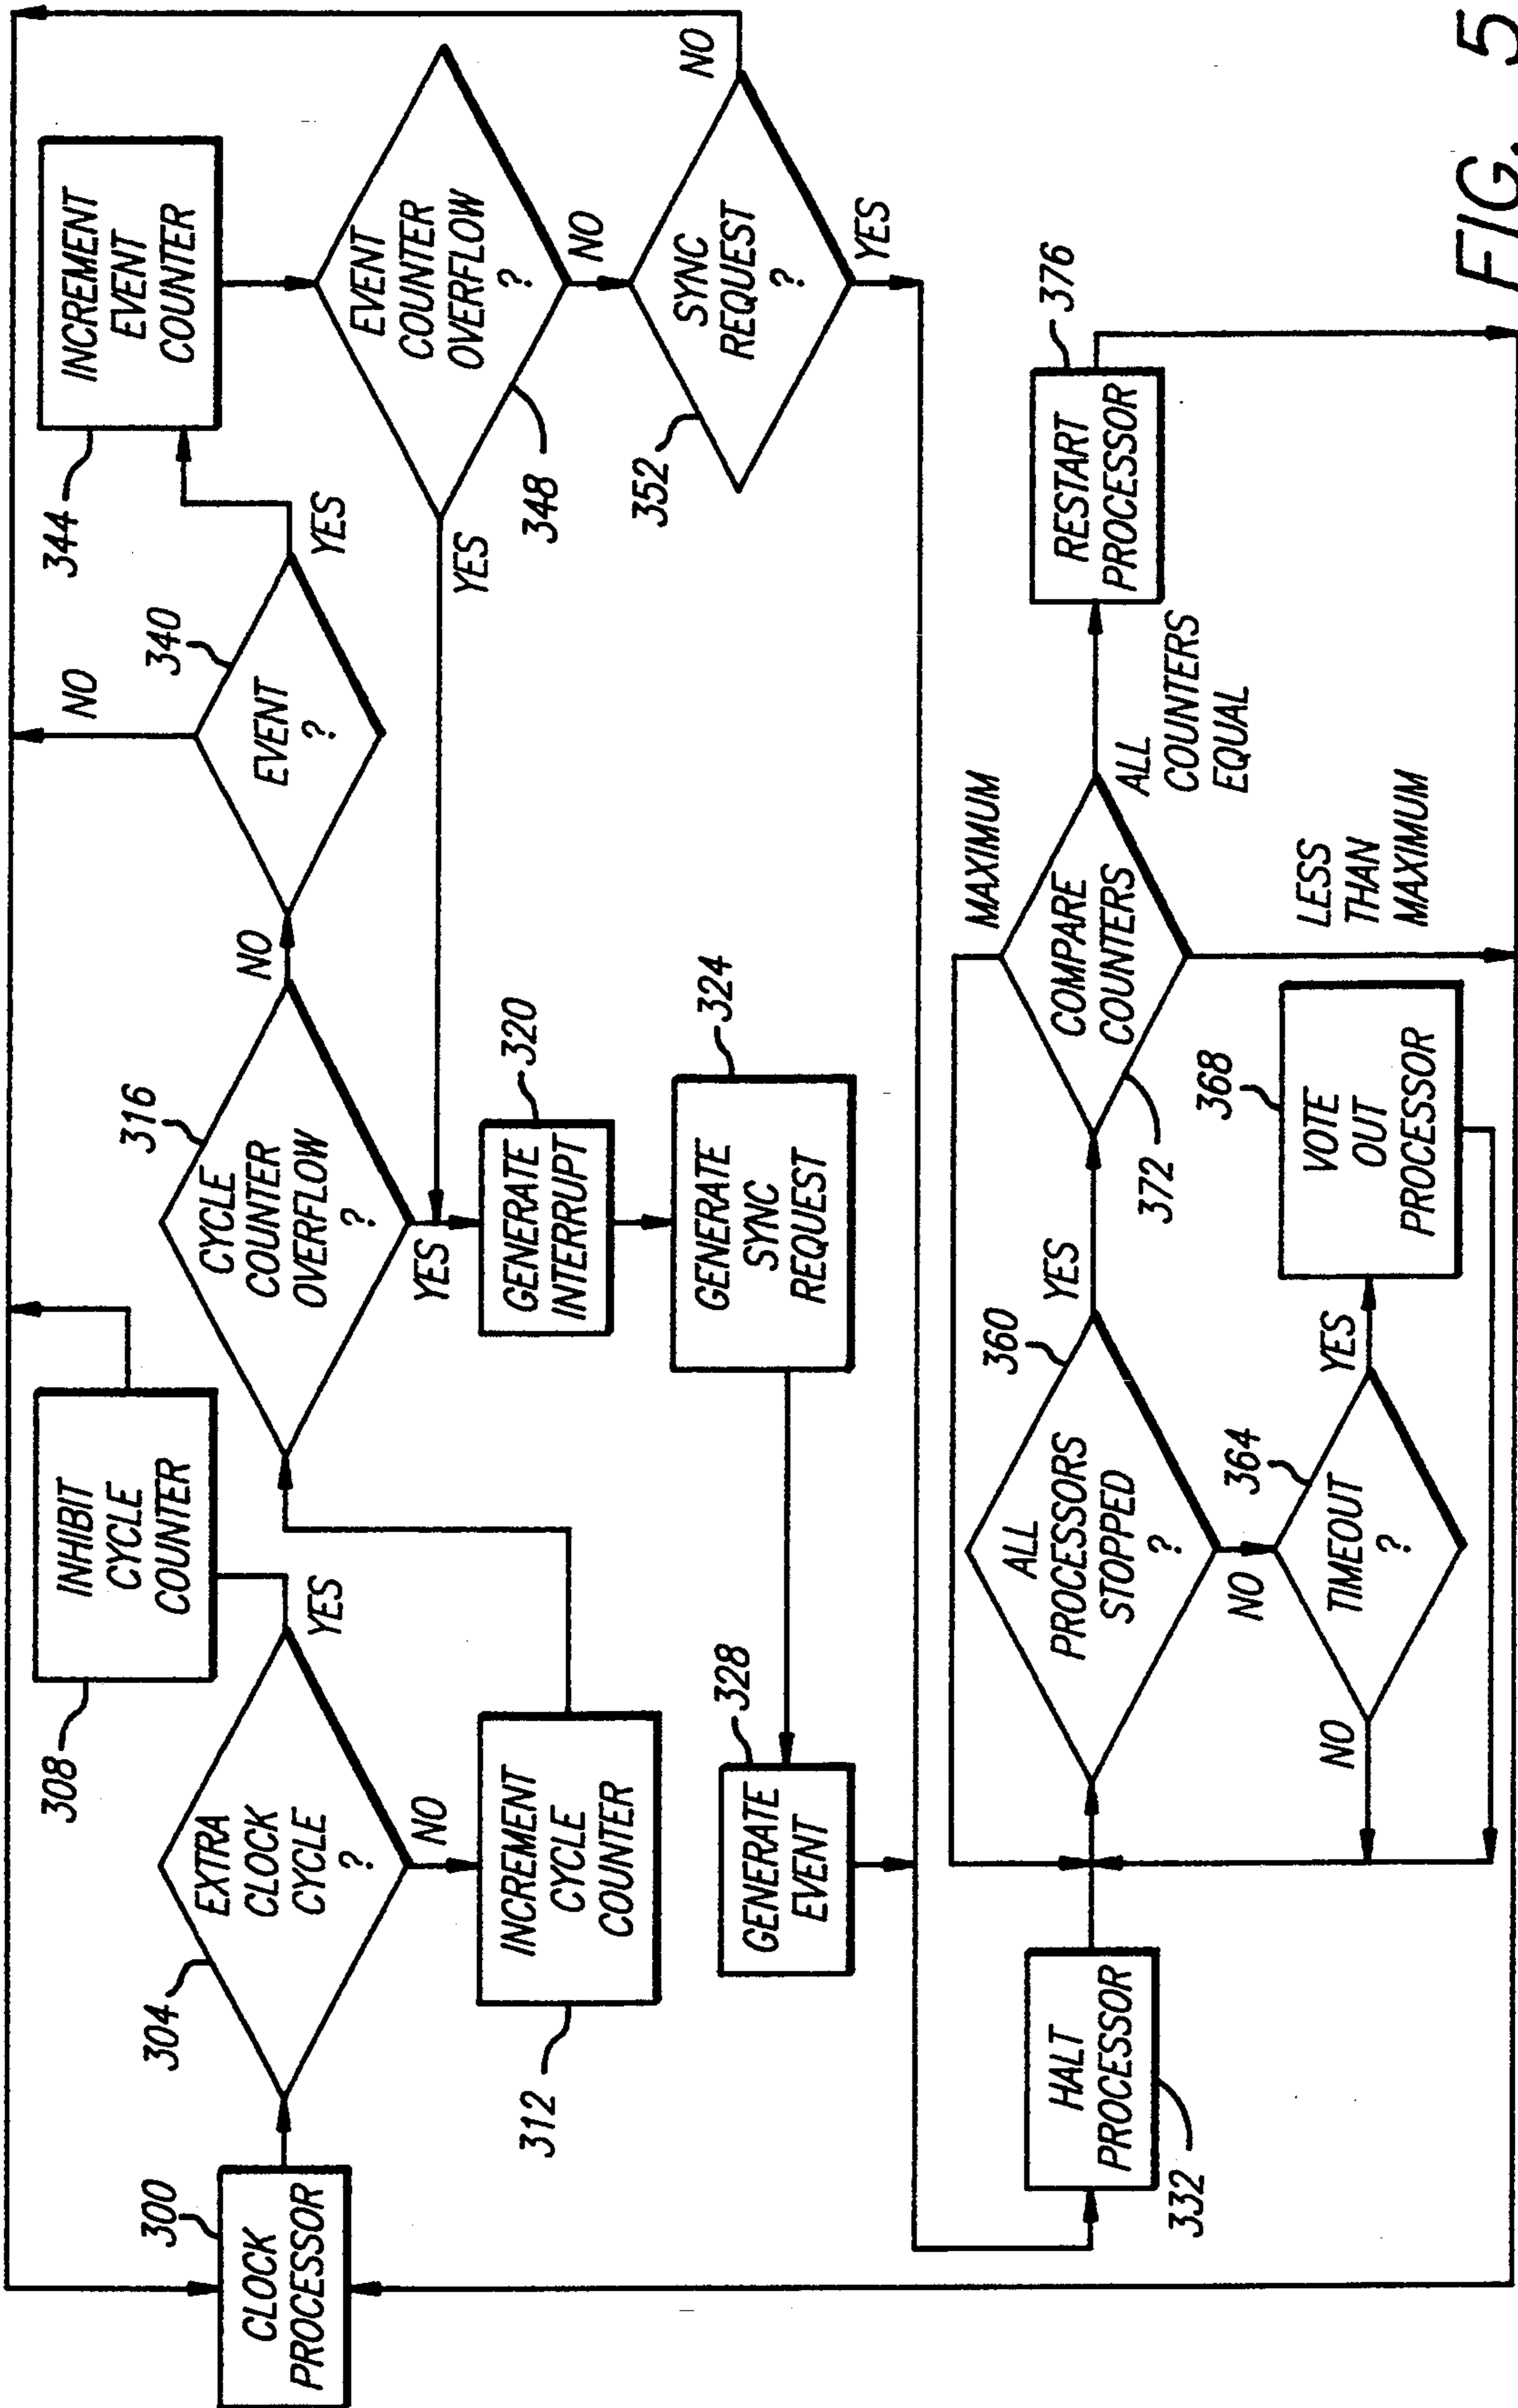 300
CLOCK
PROCESSOR
304
EXTRA
CLOCK
CYCLE
?
YES
NO
308
INHIBIT
CYCLE
COUNTER
312
INCREMENT
CYCLE
COUNTER
316
CYCLE
COUNTER
OVERFLOW
?
NO
YES
320
GENERATE
INTERRUPT
324
GENERATE
SYNC
REQUEST
328
GENERATE
EVENT
340
EVENT
?
NO
YES
344
INCREMENT
EVENT
COUNTER
348
EVENT
COUNTER
OVERFLOW
?
YES
NO
352
SYNC
REQUEST
?
NO
YES
332
HALT
PROCESSOR
360
ALL
PROCESSORS
STOPPED
?
YES
NO
364
TIMEOUT
?
NO
YES
368
VOTE
OUT
PROCESSOR
372
COMPARE
COUNTERS
MAXIMUM
ALL
COUNTERS
EQUAL
LESS
THAN
MAXIMUM
376
RESTART
PROCESSOR
FIG. 5